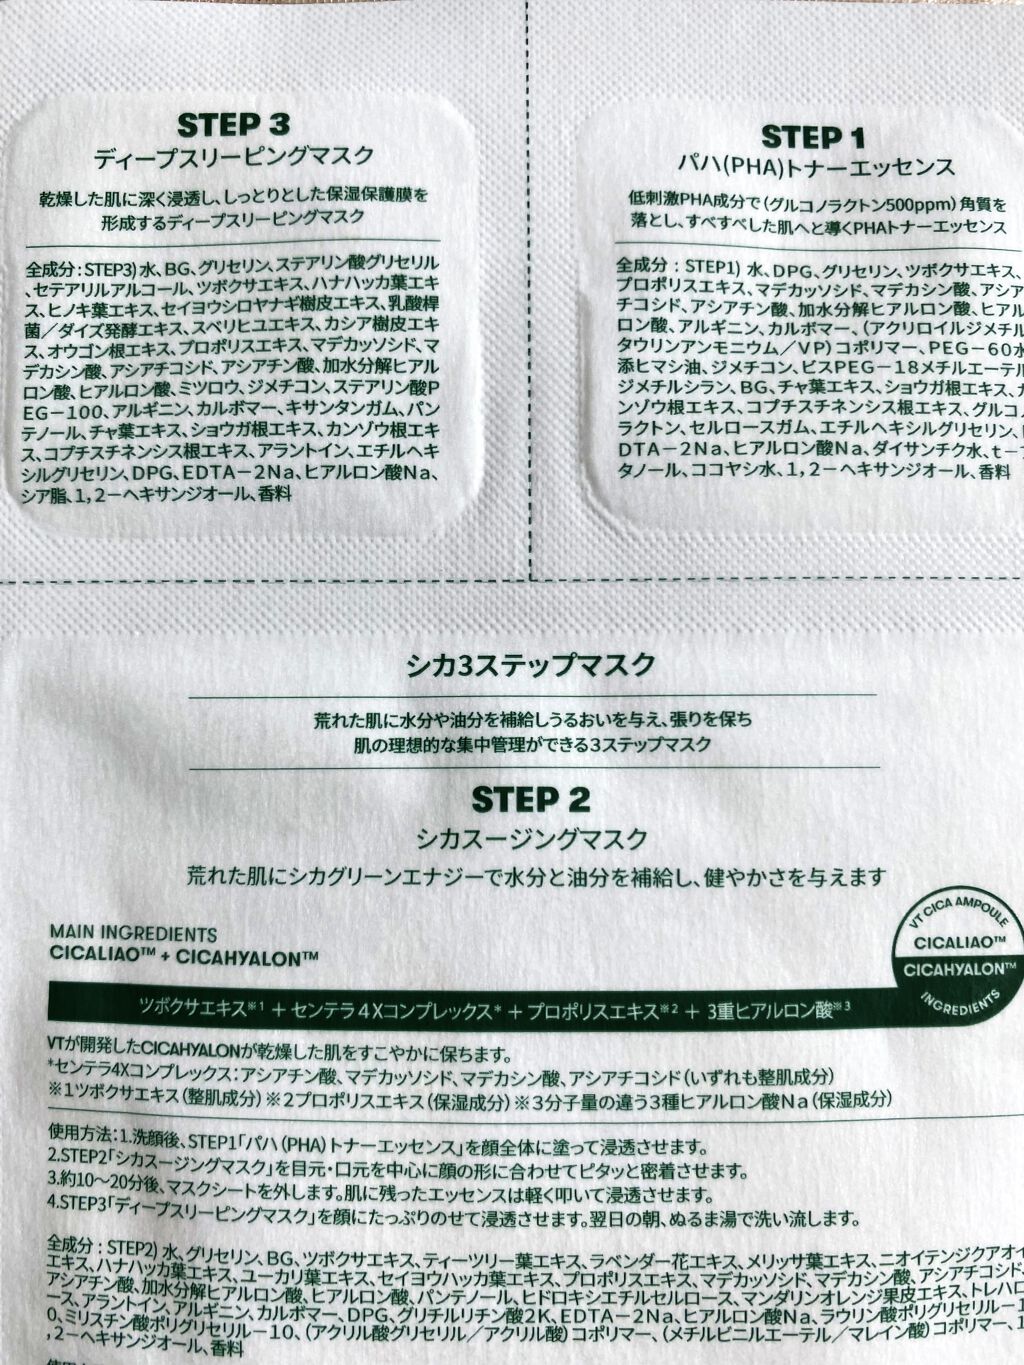 STEP 3
ディープスリーピングマスク
乾燥した肌に深く浸透し、しっとりとした保湿保護膜を
形成するディープスリーピングマスク
全成分：STEP3）水、BG、グリセリン、ステアリン酸グリセリル
、セテアリルアルコール、ツボクサエキス、ハナハッカ葉エキ
ス、ヒノキ葉エキス、セイヨウシロヤナギ樹皮エキス、乳酸桿
菌／ダイズ発酵エキス、スベリヒユエキス、カシア樹皮エキ
ス、オウゴン根エキス、プロポリスエキス、マデカッソシド、マ
デカシン酸、アシアチコシド、アシアチン酸、加水分解ヒアル
ロン酸、ヒアルロン酸、ミツロウ、ジメチコン、ステアリン酸P
EG－100、アルギニン、カルボマー、キサンタンガム、パン
テノール、チャ葉エキス、ショウガ根エキス、カンゾウ根エキ
ス、コプチスチネンシス根エキス、アラントイン、エチルヘキ
シルグリセリン、DPG、EDTA－2Na、ヒアルロン酸Na、
シア脂、1，2－ヘキサンジオール、香料
STEP 1
パハ(PHA)トナーエッセンス
低刺激PHA成分で（グルコノラクトン500ppm）角質を
落とし、すべすべした肌へと導くPHAトナーエッセンス
全成分：STEP1）水、DPG、グリセリン、ツボクサエキス、
プロポリスエキス、マデカッソシド、マデカシン酸、アシア
チコシド、アシアチン酸、加水分解ヒアルロン酸、ヒアル
ロン酸、アルギニン、カルボマー、（アクリロイルジメチル
タウリンアンモニウム／VP）コポリマー、PEG－60水
添ヒマシ油、ジメチコン、ビスPEG－18メチルエーテル
ジメチルシラン、BG、チャ葉エキス、ショウガ根エキス、カ
ンゾウ根エキス、コプチスチネンシス根エキス、グルコノ
ラクトン、セルロースガム、エチルヘキシルグリセリン、
DTA－2Na、ヒアルロン酸Na、ダイサンチク水、t－ブ
タノール、ココヤシ水、1，2－ヘキサンジオール、香料
シカ3ステップマスク
荒れた肌に水分や油分を補給しうるおいを与え、張りを保ち
肌の理想的な集中管理ができる3ステップマスク
STEP 2
シカスージングマスク
荒れた肌にシカグリーンエナジーで水分と油分を補給し、健やかさを与えます
MAIN INGREDIENTS
CICALIAO™ + CICAHYALON™
VT CICA AMPOULE
CICALIAO™
CICAHYALON™
INGREDIENTS
ツボクサエキス※1 + センテラ4Xコンプレックス* + プロポリスエキス※2 + 3重ヒアルロン酸※3
VTが開発したCICAHYALONが乾燥した肌をすこやかに保ちます。
*センテラ4Xコンプレックス：アシアチン酸、マデカッソシド、マデカシン酸、アシアチコシド（いずれも整肌成分）
※1ツボクサエキス（整肌成分）※2プロポリスエキス（保湿成分）※3分子量の違う3種ヒアルロン酸Na（保湿成分）
使用方法：1.洗顔後、STEP1「パハ（PHA）トナーエッセンス」を顔全体に塗って浸透させます。
2.STEP2「シカスージングマスク」を目元・口元を中心に顔の形に合わせてピタッと密着させます。
3.約10～20分後、マスクシートを外します。肌に残ったエッセンスは軽く叩いて浸透させます。
4.STEP3「ディープスリーピングマスク」を顔にたっぷりのせて浸透させます。翌日の朝、ぬるま湯で洗い流します。
全成分：STEP2）水、グリセリン、BG、ツボクサエキス、ティーツリー葉エキス、ラベンダー花エキス、メリッサ葉エキス、ニオイテンジクアオイ
エキス、ハナハッカ葉エキス、ユーカリ葉エキス、セイヨウハッカ葉エキス、プロポリスエキス、マデカッソシド、マデカシン酸、アシアチコシド、
アシアチン酸、加水分解ヒアルロン酸、ヒアルロン酸、パンテノール、ヒドロキシエチルセルロース、マンダリンオレンジ果皮エキス、トレハロ
ース、アラントイン、アルギニン、カルボマー、DPG、グリチルリチン酸2K、EDTA－2Na、ヒアルロン酸Na、ラウリン酸ポリグリセリル－1
0、ミリスチン酸ポリグリセリル－10、（アクリル酸グリセリル／アクリル酸）コポリマー、（メチルビニルエーテル／マレイン酸）コポリマー、1
，2－ヘキサンジオール、香料